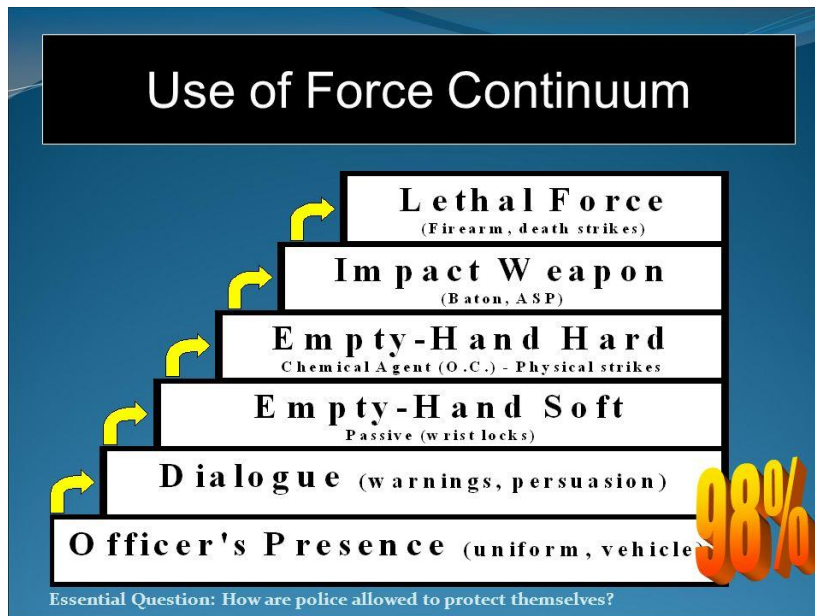 Use of Force Continuum
Lethal Force
(Firearm, death strikes)
Impact Weapon
(Baton, ASP)
Empty-Hand Hard
Chemical Agent (O.C.) - Physical strikes
Empty-Hand Soft
Passive (wrist locks)
Dialogue (warnings, persuasion)
98%
Officer's Presence (uniform, vehicle)
Essential Question: How are police allowed to protect themselves?